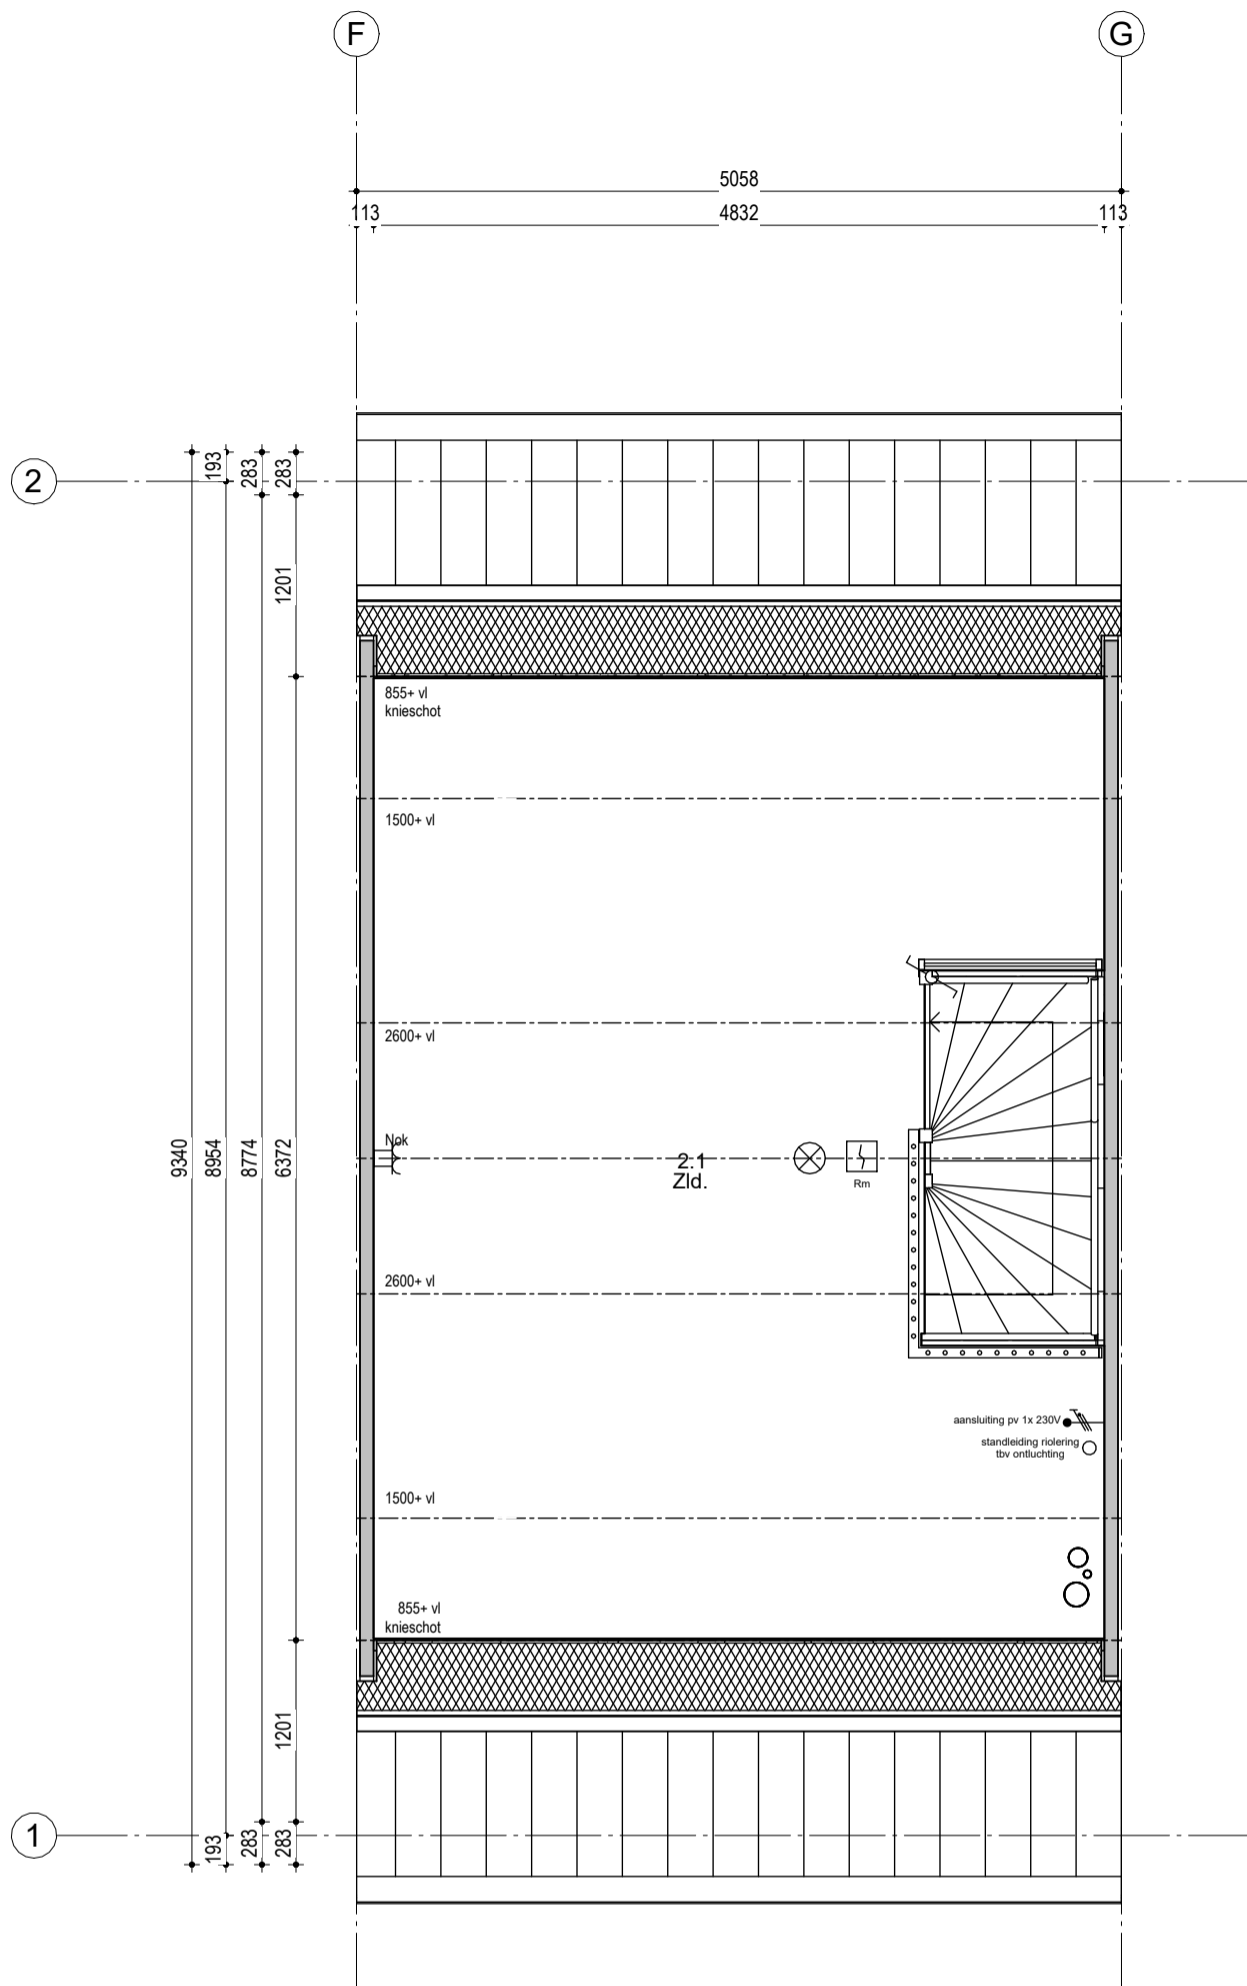 F
G
5058
113
4832
113
2
193
283
283
1201
855+ vl
knieschot
1500+ vl
2600+ vl
9340
8954
8774
6372
Nok
2.1
Zld.
Rm
2600+ vl
aansluiting pv 1x 230V
standleiding riolering
tbv ontluchting
1500+ vl
855+ vl
knieschot
1201
1
193
283
283